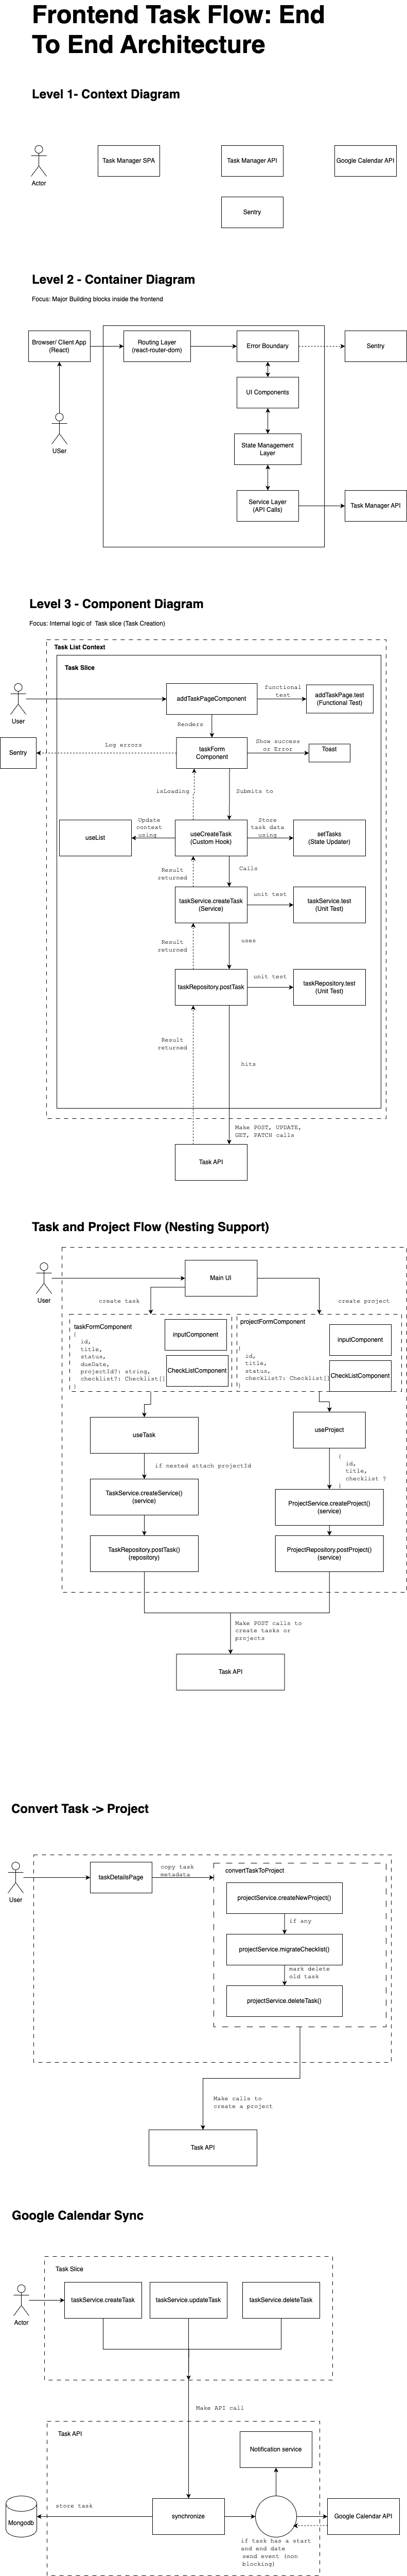 Frontend Task Flow: End
To End Architecture
Level 1- Context Diagram
Actor
Task Manager SPA
Task Manager API
Google Calendar API
Sentry
Level 2 - Container Diagram
Focus: Major Building blocks inside the frontend
Browser/ Client App
(React)
Routing Layer
(react-router-dom)
Error Boundary
Sentry
UI Components
USer
State Management
Layer
Service Layer
(API Calls)
Task Manager API
Level 3 - Component Diagram
Focus: Internal logic of  Task slice (Task Creation)
Task List Context
Task Slice
User
addTaskPageComponent
functional
test
addTaskPage.test
(Functional Test)
Renders
Sentry
Log errors
taskForm
Component
Show success
or Error
Toast
isLoading
Submits to
useList
Update
context
using
useCreateTask
(Custom Hook)
Store
task data
using
setTasks
(State Updater)
Result
returned
Calls
taskService.createTask
(Service)
unit test
taskService.test
(Unit Test)
Result
returned
uses
taskRepository.postTask
unit test
taskRepository.test
(Unit Test)
Result
returned
hits
Make POST, UPDATE,
GET, PATCH calls
Task API
Task and Project Flow (Nesting Support)
User
Main UI
create task
create project
taskFormComponent
{
id,
title,
status,
dueDate,
projectId?: string,
checklist?: Checklist[]
}
inputComponent
CheckListComponent
projectFormComponent
{
id,
title,
status,
checklist?: Checklist[]
}
inputComponent
CheckListComponent
useTask
useProject
if nested attach projectId
{
id,
title,
checklist ?
}
TaskService.createService()
(service)
ProjectService.createProject()
(service)
TaskRepository.postTask()
(repository)
ProjectRepository.postProject()
(service)
Make POST calls to
create tasks or
projects
Task API
Convert Task -> Project
User
taskDetailsPage
copy task
metadata
convertTaskToProject
projectService.createNewProject()
if any
projectService.migrateChecklist()
mark delete
old task
projectService.deleteTask()
Make calls to
create a project
Task API
Google Calendar Sync
Task Slice
Actor
taskService.createTask
taskService.updateTask
taskService.deleteTask
Make API call
Task API
Notification service
Mongodb
store task
synchronize
Google Calendar API
if task has a start
and end date
send event (non
blocking)